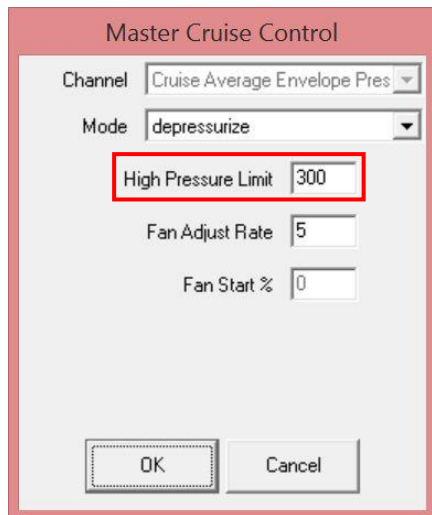 Master Cruise Control
Channel Cruise Average Envelope Pres
Mode depressurize
High Pressure Limit 300
Fan Adjust Rate 5
Fan Start % 0
OK Cancel